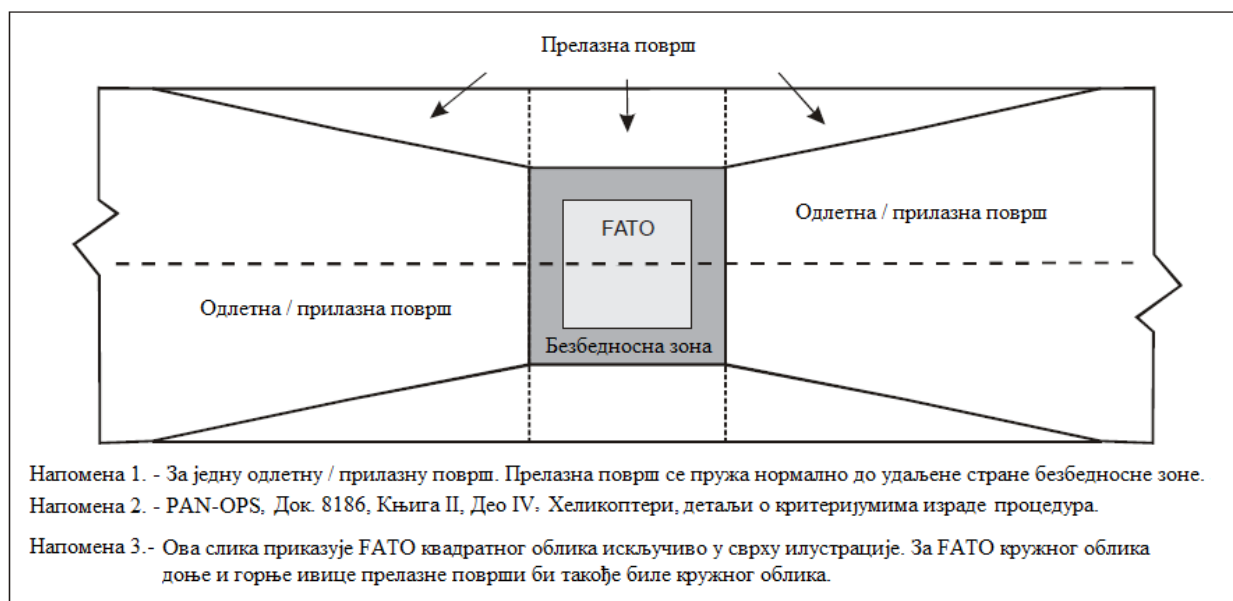 Прелазна површ
FATO
Одлетна / прилазна површ
Одлетна / прилазна површ
Безбедносна зона
Напомена 1. - За једну одлетну / прилазну површ. Прелазна површ се пружа нормално до удаљене стране безбедносне зоне.
Напомена 2. - PAN-OPS, Док. 8186, Књига II, Део IV, Хеликоптери, детаљи о критеријумима израде процедура.
Напомена 3.- Ова слика приказује FATO квадратног облика искључиво у сврху илустрације. За FATO кружног облика
доње и горње ивице прелазне површи би такође биле кружног облика.